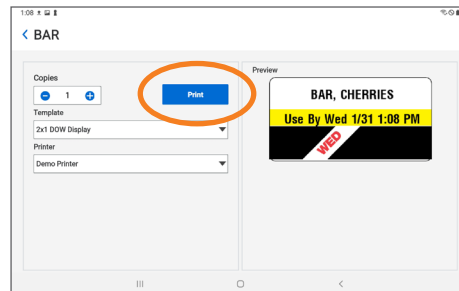 1:08
BAR
Copies
1
Print
Template
2x1 DOW Display
Printer
Demo Printer
Preview
BAR, CHERRIES
Use By Wed 1/31 1:08 PM
WED